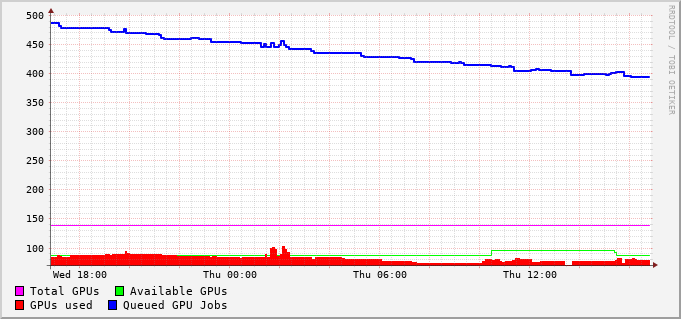 500
450
400
350
300
250
200
150
100
Wed 18:00 Thu 00:00 Thu 06:00 Thu 12:00
Total GPUs Available GPUs
GPUs used Queued GPU Jobs
RRDTOOL / TOBI OETIKER